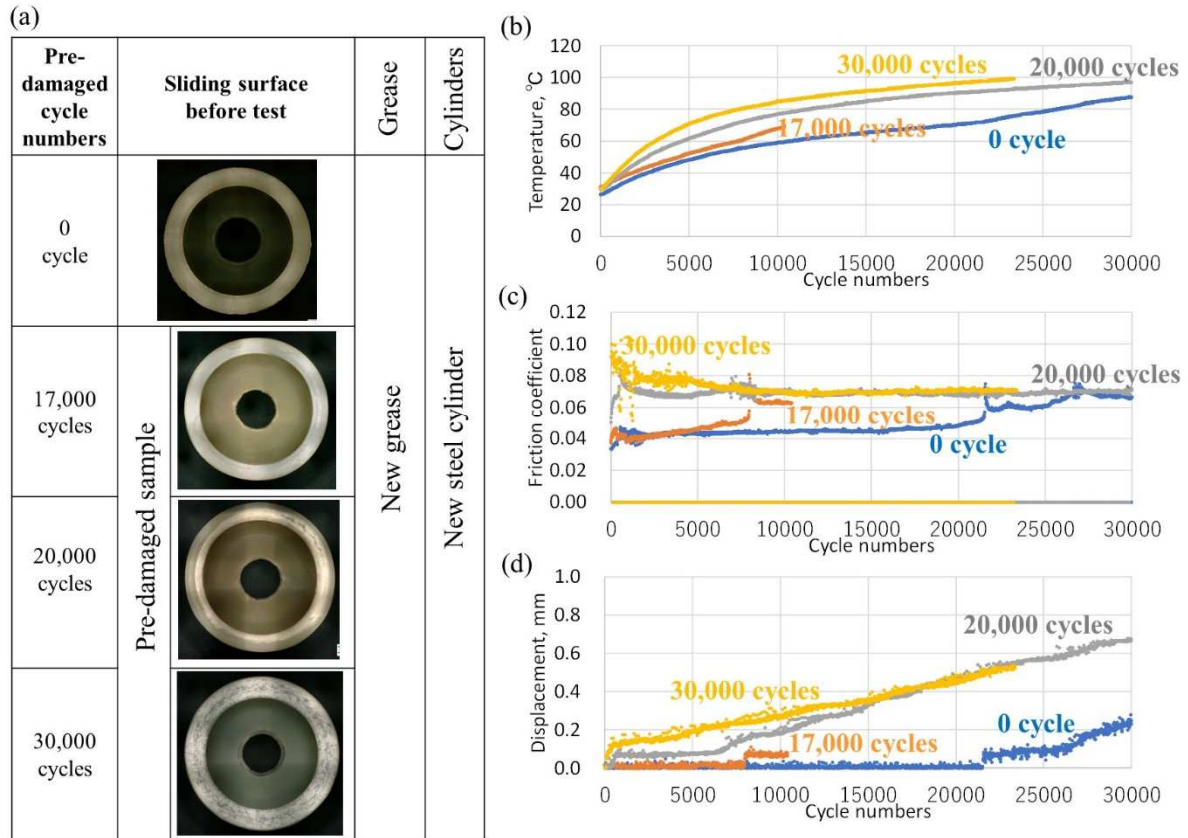 (a)
Pre-
damaged
cycle
numbers
Sliding surface
before test
Grease
Cylinders
0
cycle
17,000
cycles
20,000
cycles
30,000
cycles
Pre-damaged sample
New grease
New steel cylinder
(b)
Temperature, °C
120
100
80
60
40
20
0
30,000 cycles
20,000 cycles
17,000 cycles
0 cycle
0 5000 10000 15000 20000 25000 30000
Cycle numbers
(c)
Friction coefficient
0.12
0.10
0.08
0.06
0.04
0.02
0.00
30,000 cycles
20,000 cycles
17,000 cycles
0 cycle
0 5000 10000 15000 20000 25000 30000
Cycle numbers
(d)
Displacement, mm
1.0
0.8
0.6
0.4
0.2
0.0
20,000 cycles
30,000 cycles
0 cycle
17,000 cycles
0 5000 10000 15000 20000 25000 30000
Cycle numbers